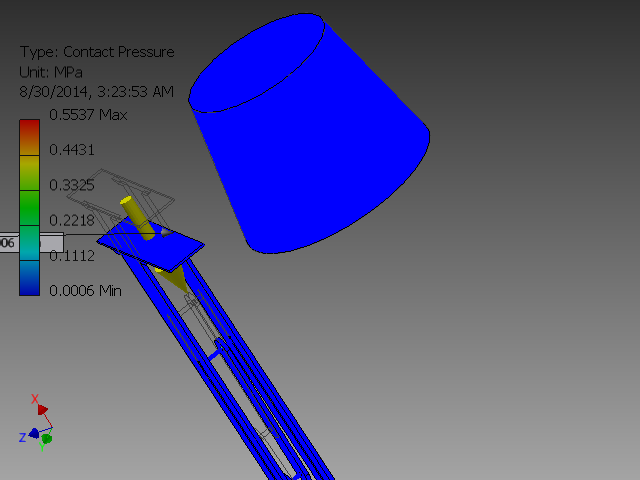 Type: Contact Pressure
Unit: MPa
8/30/2014, 3:23:53 AM
0.5537 Max
0.4431
0.3325
0.2218
06
0.1112
0.0006 Min
X
Z
Y